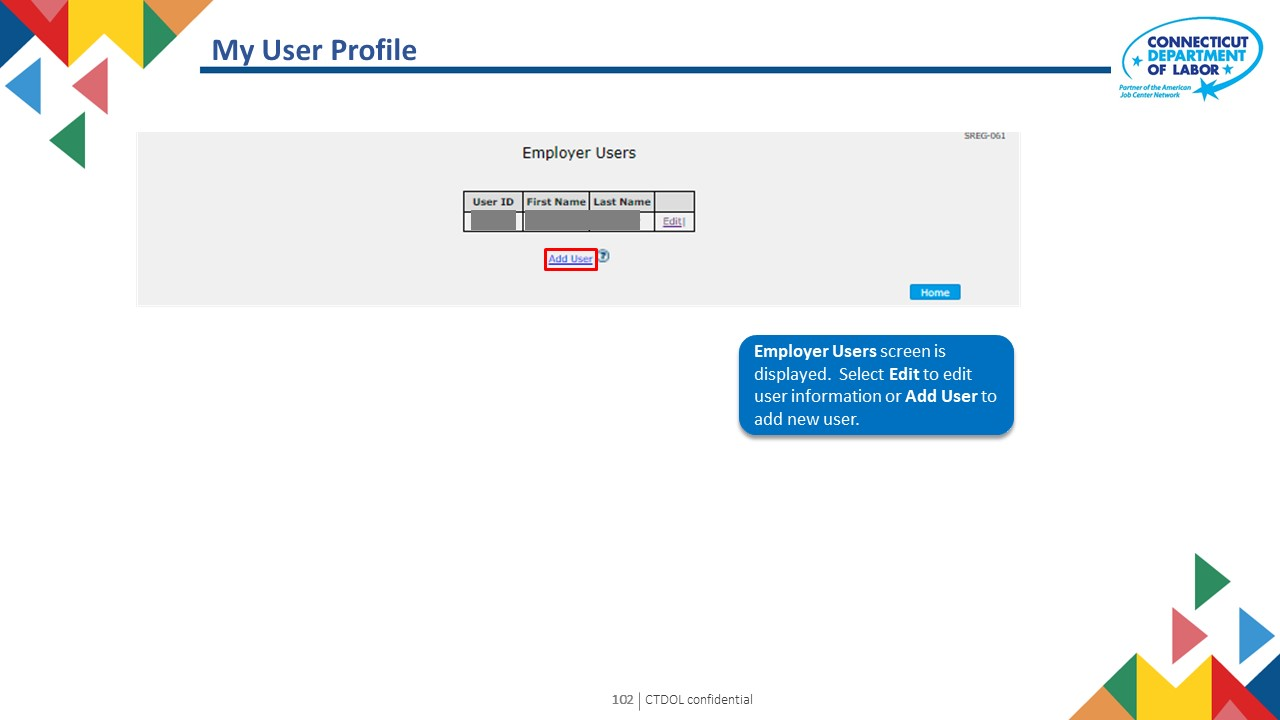 My User Profile
CONNECTICUT
DEPARTMENT
OF LABOR
Partner of the American
Job Center Network
SREG-061
Employer Users
User ID First Name Last Name
Edit|
Add User ?
Home
Employer Users screen is
displayed. Select Edit to edit
user information or Add User to
add new user.
102 | CTDOL confidential